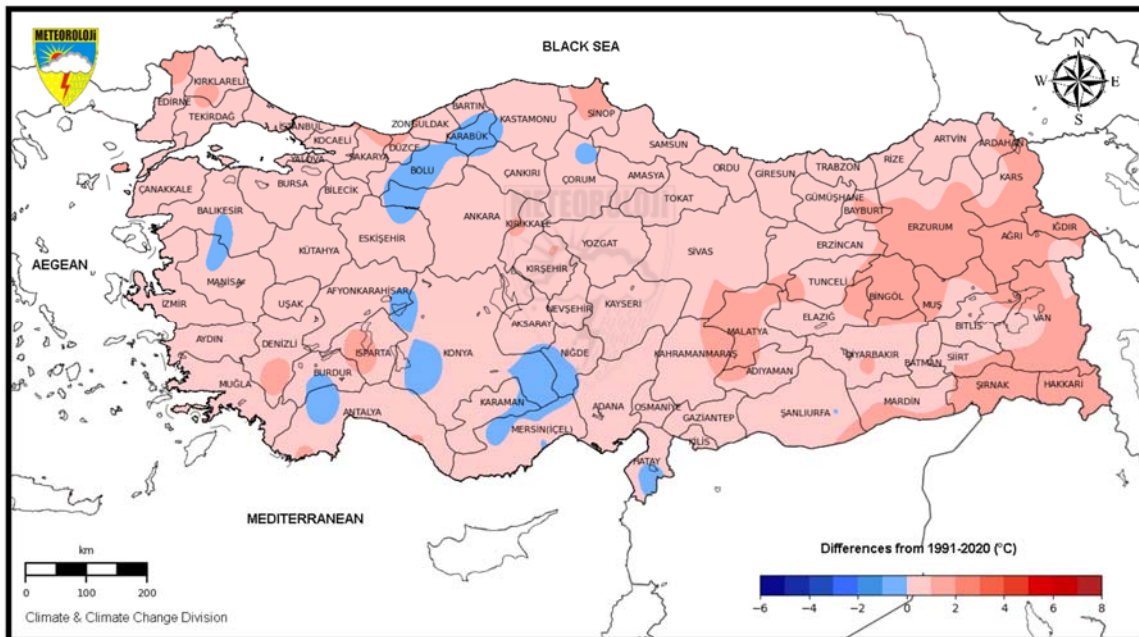 METEOROLOJİ
BLACK SEA
N
W
E
S
KIRKLARELİ
EDİRNE
TEKİRDAĞ
İSTANBUL
KOCAELİ
YALOVA
SAKARYA
DÜZCE
ZONGULDAK
BARTIN
KARABÜK
KASTAMONU
SİNOP
SAMSUN
ORDU
GİRESUN
TRABZON
RİZE
ARTVİN
ARDAHAN
KARS
ÇANAKKALE
BALIKESİR
BURSA
BİLECİK
BOLU
ÇANKIRI
ÇORUM
AMASYA
TOKAT
GÜMÜŞHANE
BAYBURT
ERZURUM
AĞRI
IĞDIR
METEOROLOJİ
ANKARA
KIRIKKALE
AEGEAN
KÜTAHYA
ESKİŞEHİR
YOZGAT
SİVAS
ERZİNCAN
MANİSA
UŞAK
AFYONKARAHİSAR
KIRŞEHİR
NEVŞEHİR
KAYSERİ
TUNCELİ
BİNGÖL
MUŞ
BİTLİS
VAN
İZMİR
AKSARAY
MALATYA
ELAZIĞ
AYDIN
DENİZLİ
ISPARTA
KONYA
NİĞDE
KAHRAMANMARAŞ
ADIYAMAN
DİYARBAKIR
BATMAN
SİİRT
ŞIRNAK
HAKKARİ
MUĞLA
BURDUR
ANTALYA
KARAMAN
MERSİN(İÇEL)
ADANA
OSMANİYE
GAZİANTEP
KİLİS
ŞANLIURFA
MARDİN
HATAY
MEDITERRANEAN
km
0 100 200
Climate & Climate Change Division
Differences from 1991-2020 (°C)
−6 −4 −2 0 2 4 6 8